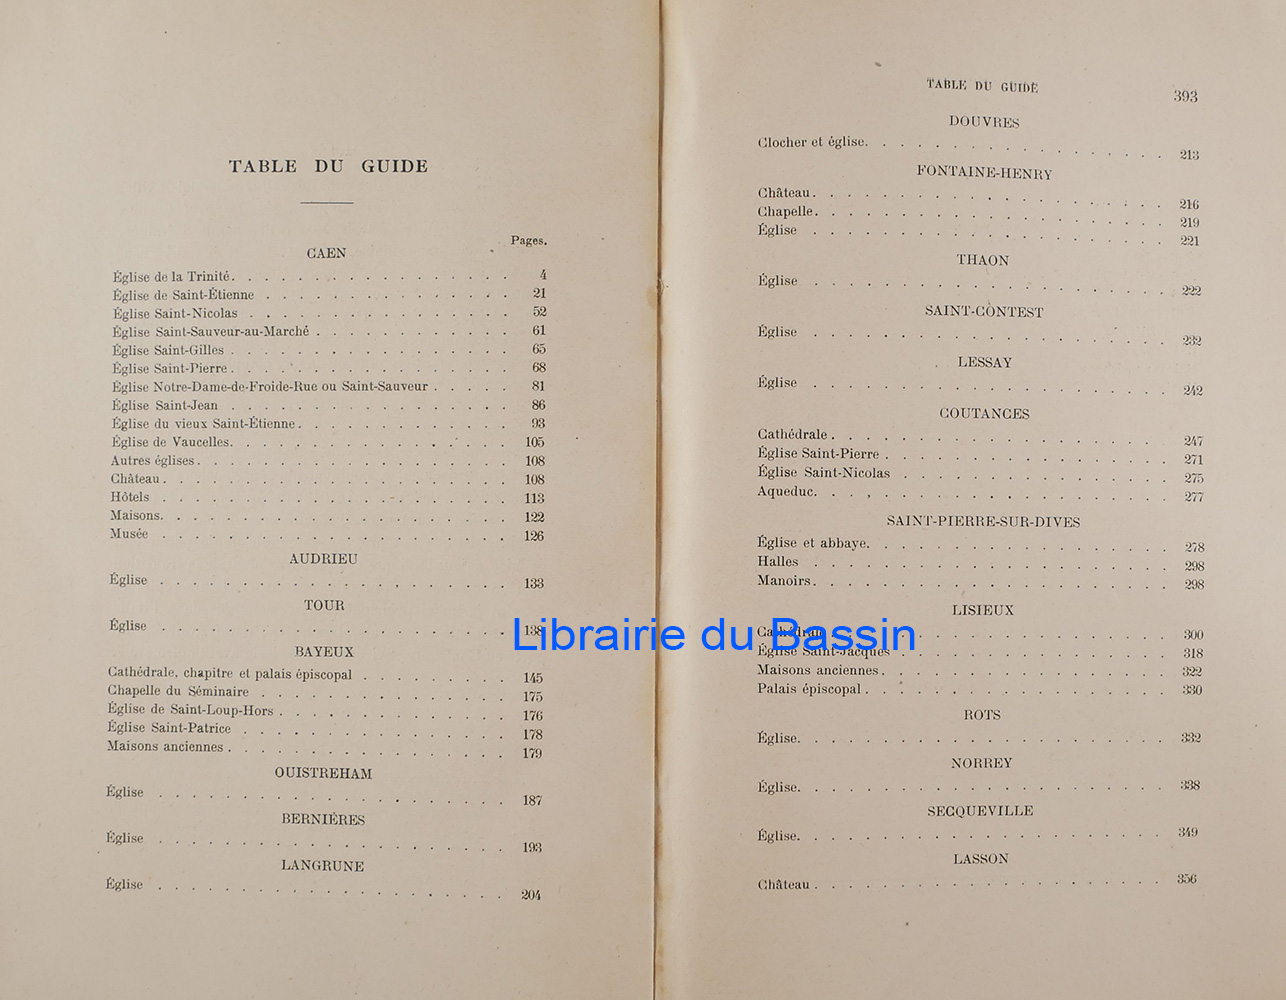 TABLE DU GUIDE
Pages.
CAEN
Église de la Trinité. 4
Église de Saint-Étienne 21
Église Saint-Nicolas 52
Église Saint-Sauveur-au-Marché 61
Église Saint-Gilles 65
Église Saint-Pierre 68
Église Notre-Dame-de-Froide-Rue ou Saint-Sauveur 81
Église Saint-Jean 86
Église du vieux Saint-Étienne 93
Église de Vaucelles. 105
Autres églises 108
Château 108
Hôtels 113
Maisons. 122
Musée 126
AUDRIEU
Église 133
TOUR
Église 138
BAYEUX
Cathédrale, chapitre et palais épiscopal 145
Chapelle du Séminaire 175
Église de Saint-Loup-Hors 176
Église Saint-Patrice 178
Maisons anciennes 179
OUISTREHAM
Église 187
BERNIÈRES
Église 193
LANGRUNE
Église 204
TABLE DU GUIDE 393
DOUVRES
Clocher et église. 213
FONTAINE-HENRY
Château. 216
Chapelle. 219
Église 221
THAON
Église 222
SAINT-CONTEST
Église 232
LESSAY
Église 242
COUTANCES
Cathédrale 247
Église Saint-Pierre 271
Église Saint-Nicolas 275
Aqueduc. 277
SAINT-PIERRE-SUR-DIVES
Église et abbaye. 278
Halles 298
Manoirs. 298
LISIEUX
Cathédrale 300
Église Saint-Jacques 318
Maisons anciennes 322
Palais épiscopal 330
ROTS
Église. 332
NORREY
Église. 338
SECQUEVILLE
Église. 349
LASSON
Château 356
Librairie du Bassin